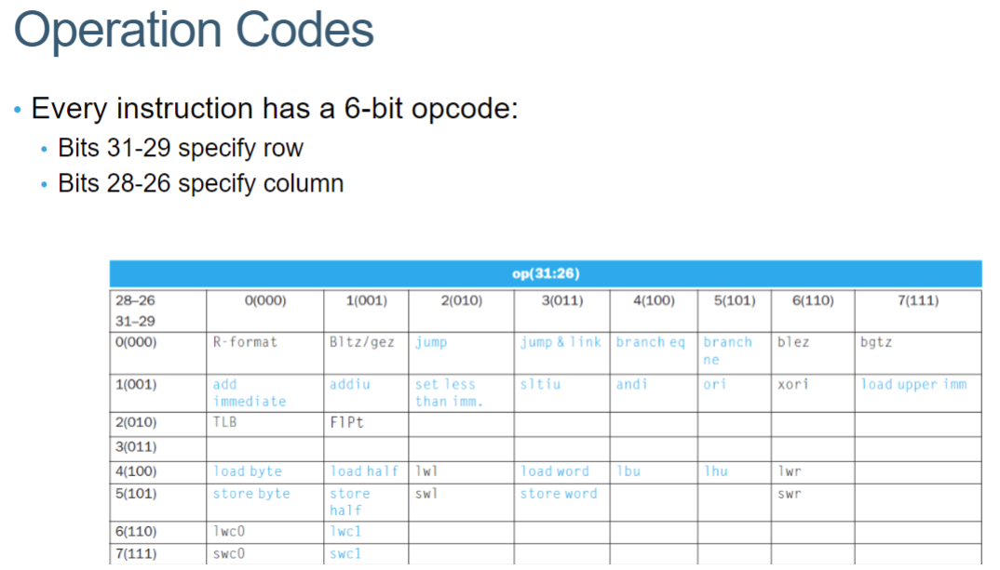 Operation Codes
• Every instruction has a 6-bit opcode:
• Bits 31-29 specify row
• Bits 28-26 specify column
op(31:26)
28–26 0(000) 1(001) 2(010) 3(011) 4(100) 5(101) 6(110) 7(111)
31–29
0(000) R-format Bltz/gez jump jump & link branch eq branch blez bgtz
ne
1(001) add addiu set less sltiu andi ori xori load upper imm
immediate than imm.
2(010) TLB FlPt
3(011)
4(100) load byte load half lwl load word lbu lhu lwr
5(101) store byte store swl store word swr
half
6(110) lwc0 lwc1
7(111) swc0 swc1